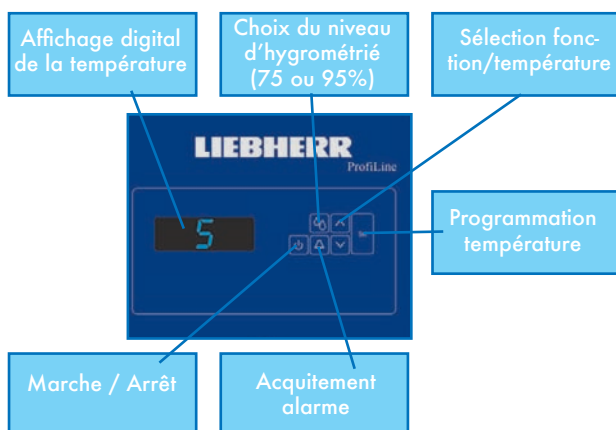 Affichage digital
de la température
Choix du niveau
d'hygrométrié
(75 ou 95%)
Sélection fonc-
tion/température
LIEBHERR
ProfiLine
5
Programmation
température
Marche / Arrêt
Acquitement
alarme